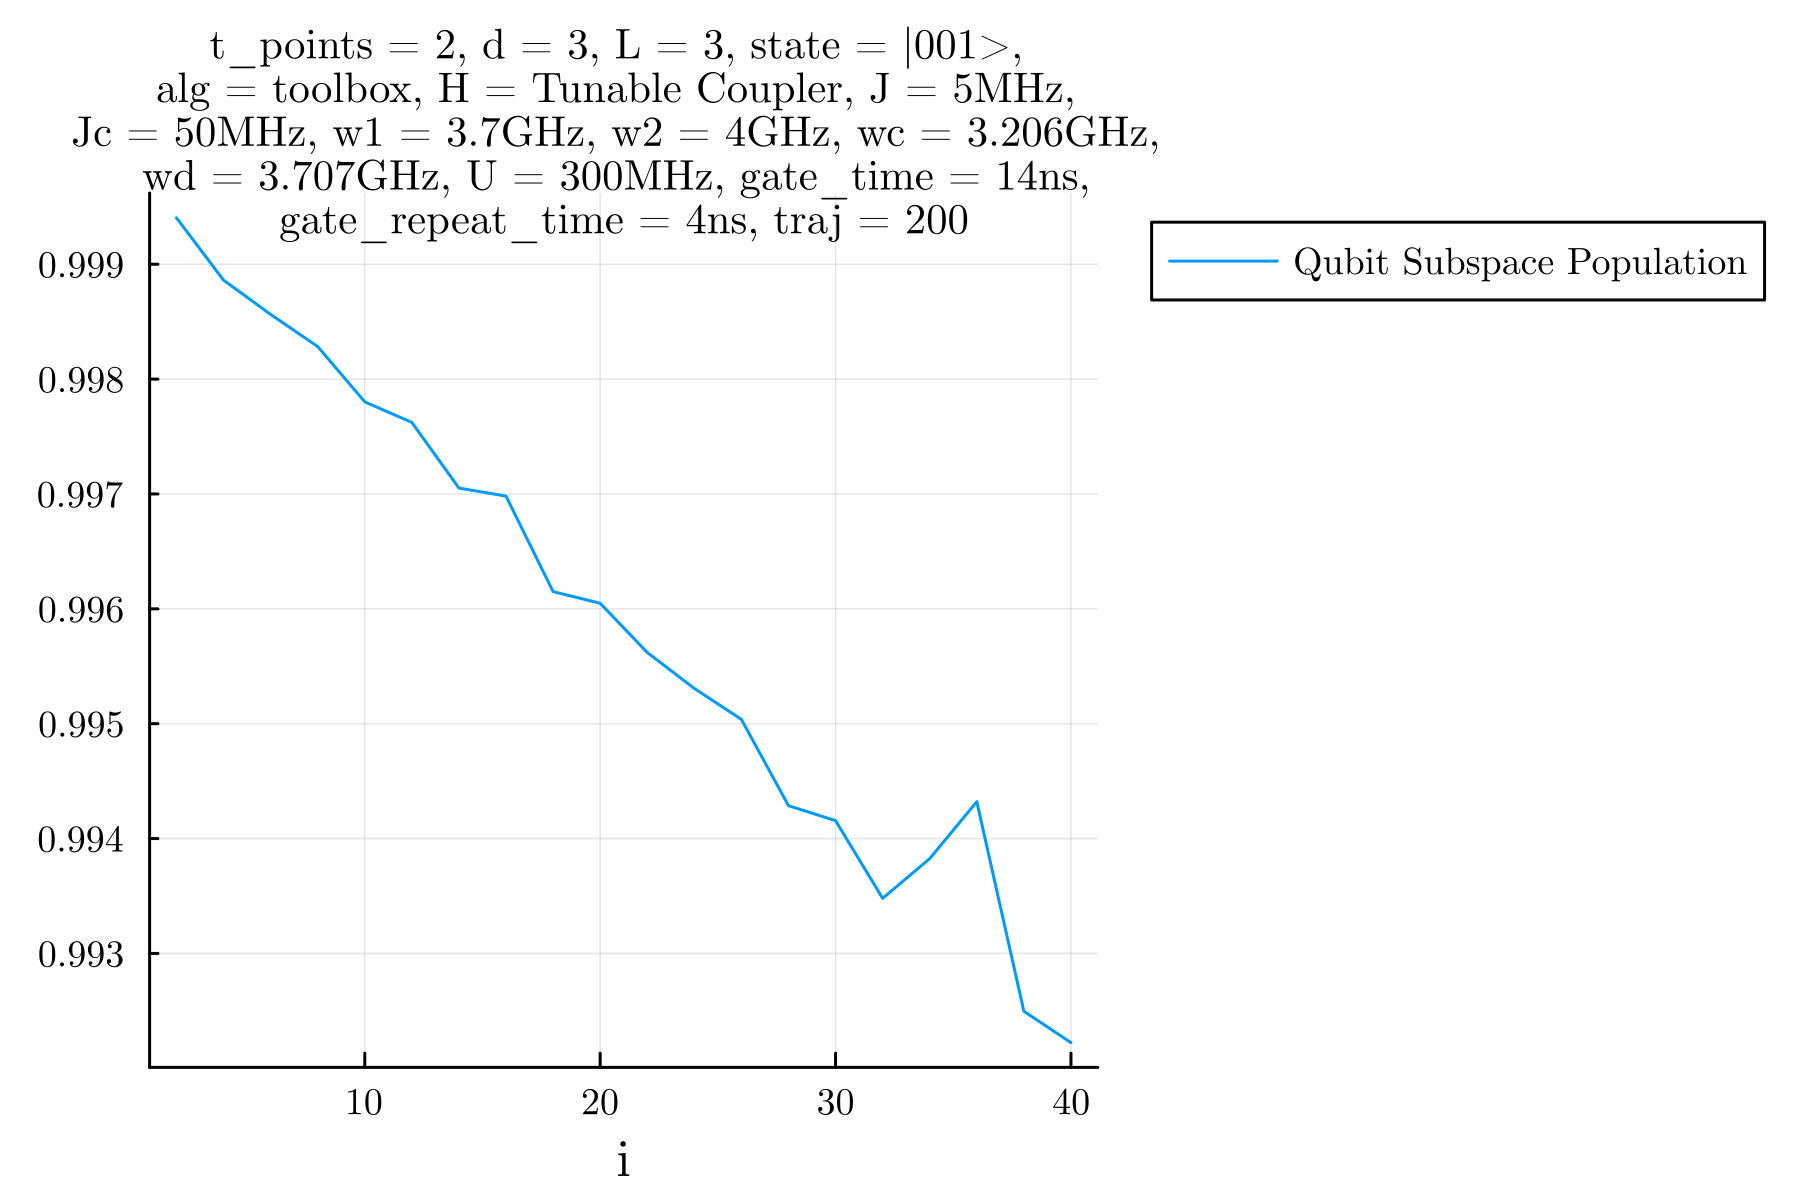 t_points = 2, d = 3, L = 3, state = |001>,
alg = toolbox, H = Tunable Coupler, J = 5MHz,
Jc = 50MHz, w1 = 3.7GHz, w2 = 4GHz, wc = 3.206GHz,
wd = 3.707GHz, U = 300MHz, gate_time = 14ns,
gate_repeat_time = 4ns, traj = 200
Qubit Subspace Population
0.999
0.998
0.997
0.996
0.995
0.994
0.993
10 20 30 40
i